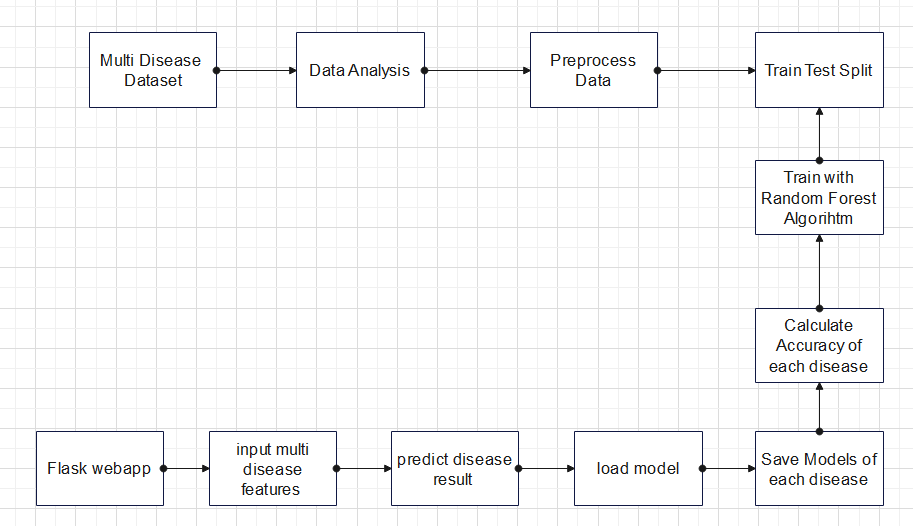 Multi Disease
Dataset
Data Analysis
Preprocess
Data
Train Test Split
Train with
Random Forest
Algorihtm
Calculate
Accuracy of
each disease
Flask webapp
input multi
disease
features
predict disease
result
load model
Save Models of
each disease